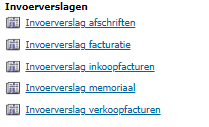 Invoerverslagen
Invoerverslag afschriften
Invoerverslag facturatie
Invoerverslag inkoopfacturen
Invoerverslag memoriaal
Invoerverslag verkoopfacturen